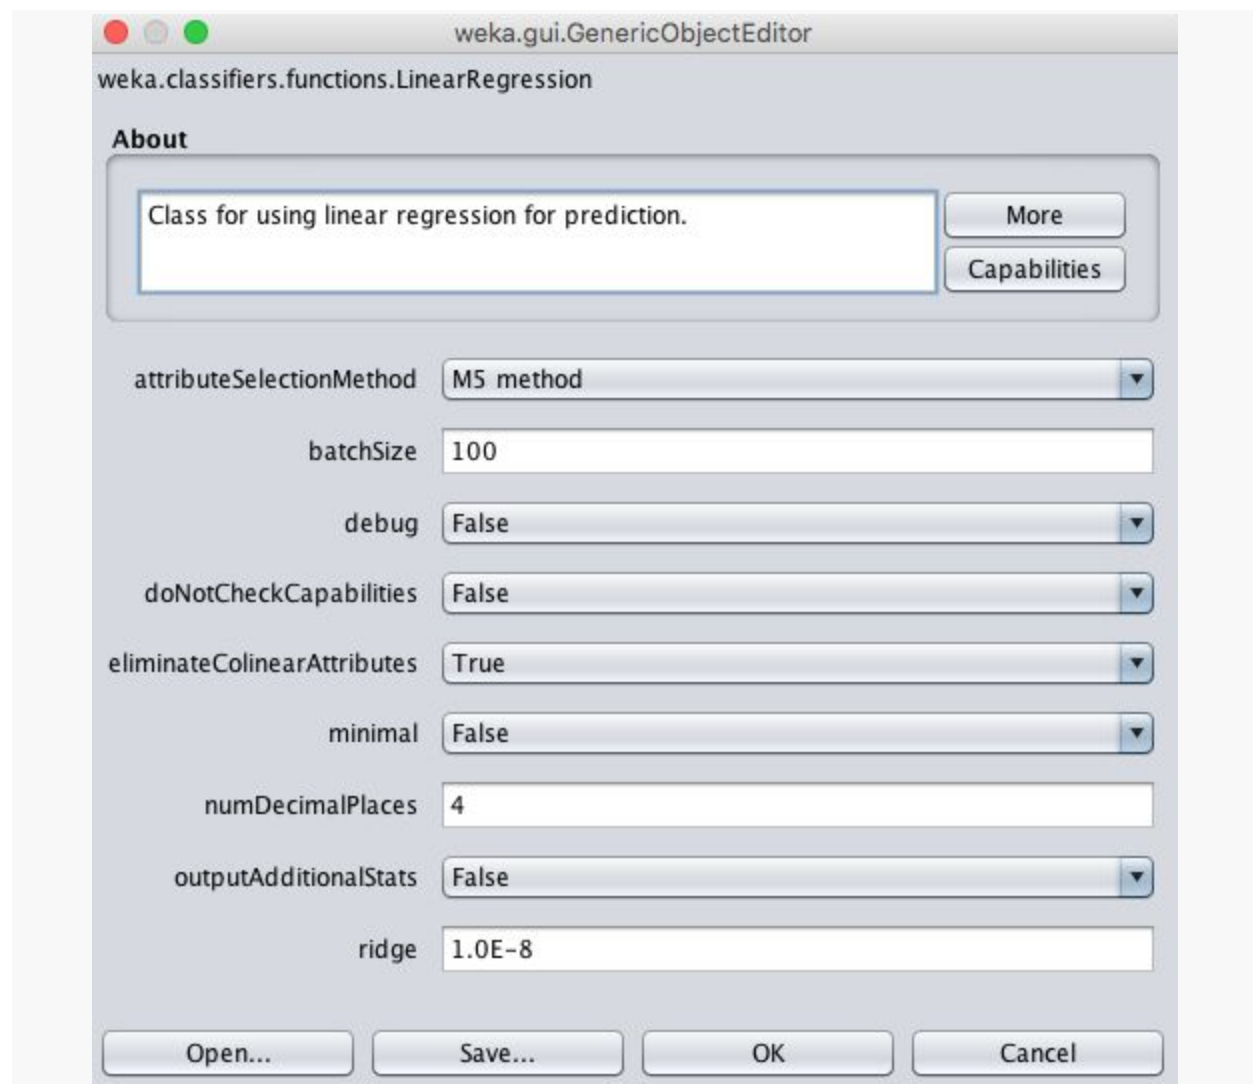 weka.gui.GenericObjectEditor
weka.classifiers.functions.LinearRegression
About
Class for using linear regression for prediction.
More
Capabilities
attributeSelectionMethod M5 method
batchSize 100
debug False
doNotCheckCapabilities False
eliminateColinearAttributes True
minimal False
numDecimalPlaces 4
outputAdditionalStats False
ridge 1.0E-8
Open... Save... OK Cancel